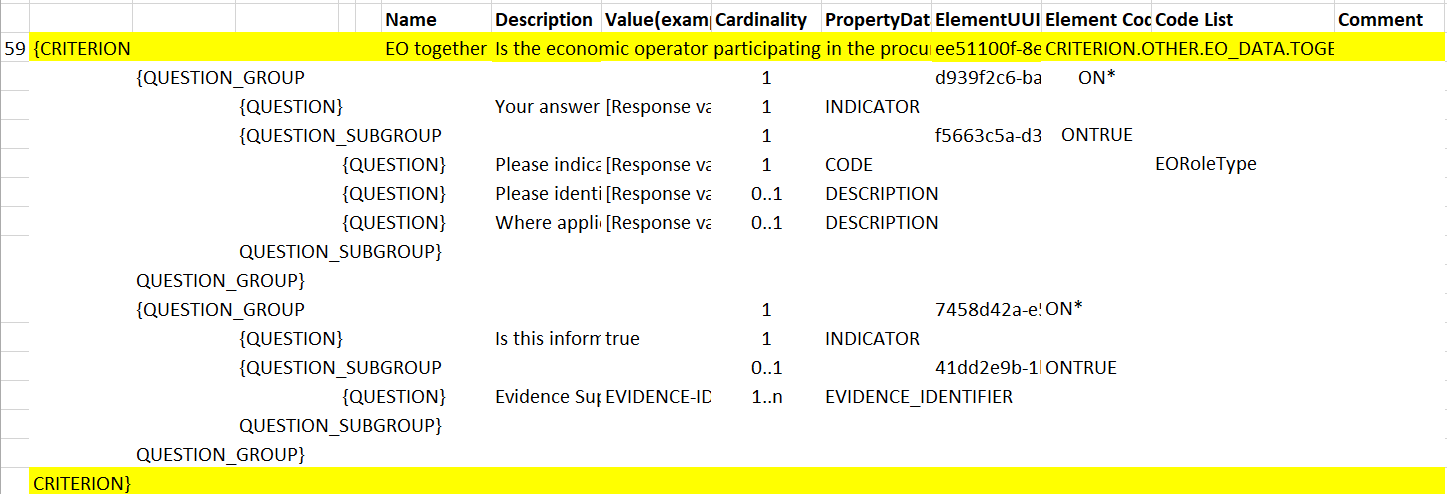 Name Description Value(exam Cardinality PropertyDat ElementUUI Element Cod Code List Comment
59 {CRITERION EO together Is the economic operator participating in the procu ee51100f-8e CRITERION.OTHER.EO_DATA.TOGE
{QUESTION_GROUP 1 d939f2c6-ba ON*
{QUESTION} Your answer [Response va 1 INDICATOR
{QUESTION_SUBGROUP 1 f5663c5a-d3 ONTRUE
{QUESTION} Please indica [Response va 1 CODE EORoleType
{QUESTION} Please identi [Response va 0..1 DESCRIPTION
{QUESTION} Where appli [Response va 0..1 DESCRIPTION
QUESTION_SUBGROUP}
QUESTION_GROUP}
{QUESTION_GROUP 1 7458d42a-e5 ON*
{QUESTION} Is this inform true 1 INDICATOR
{QUESTION_SUBGROUP 0..1 41dd2e9b-1 ONTRUE
{QUESTION} Evidence Sup EVIDENCE-ID 1..n EVIDENCE_IDENTIFIER
QUESTION_SUBGROUP}
QUESTION_GROUP}
CRITERION}